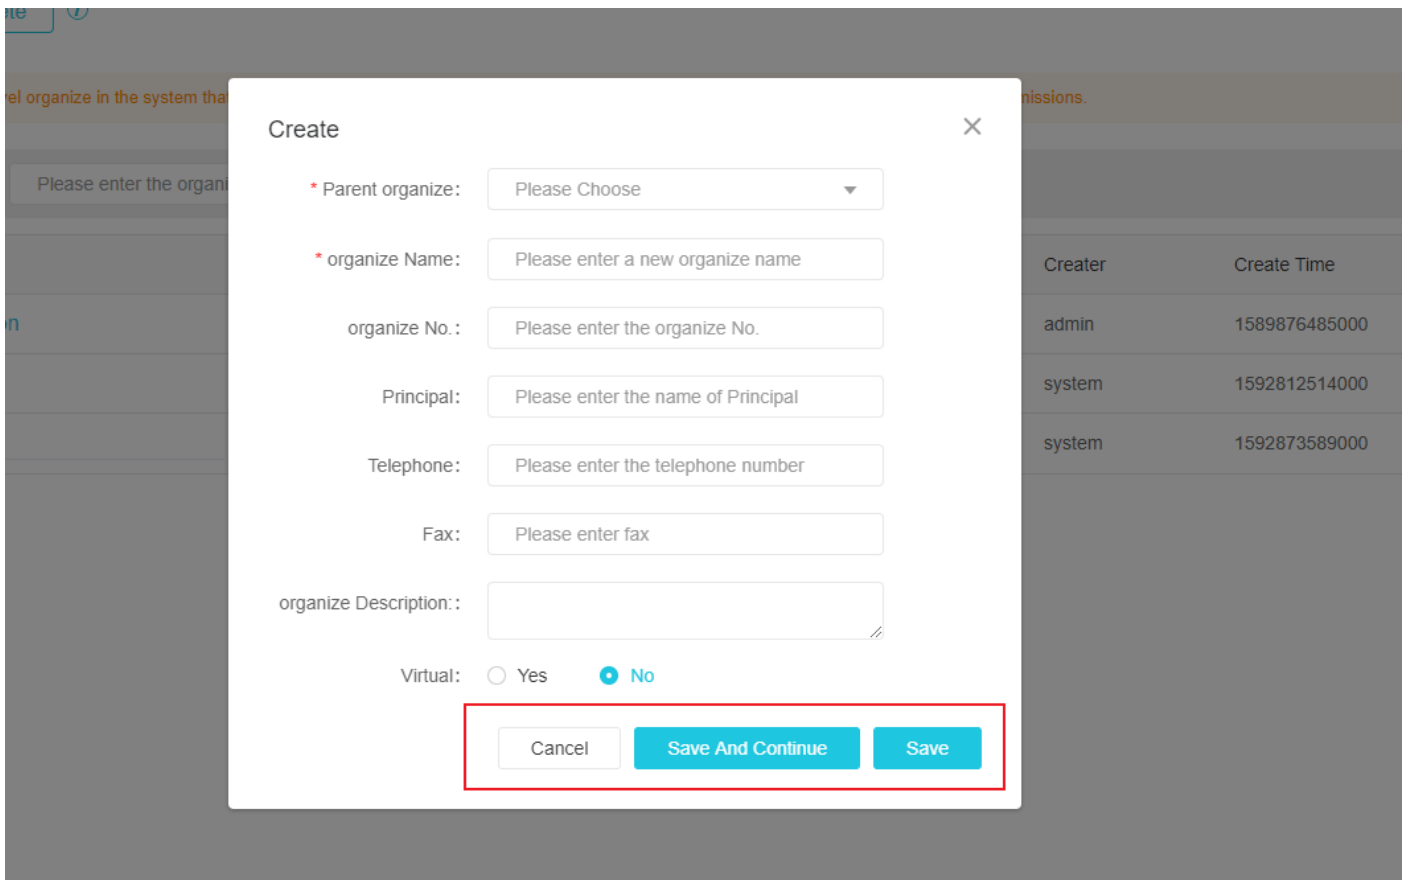 vel organize in the system that
missions.
Create
Please enter the organi
* Parent organize:
Please Choose
* organize Name:
Please enter a new organize name
Creater
Create Time
organize No.:
Please enter the organize No.
admin
1589876485000
Principal:
Please enter the name of Principal
system
1592812514000
Telephone:
Please enter the telephone number
system
1592873589000
Fax:
Please enter fax
organize Description::
Virtual:
Yes
No
Cancel
Save And Continue
Save